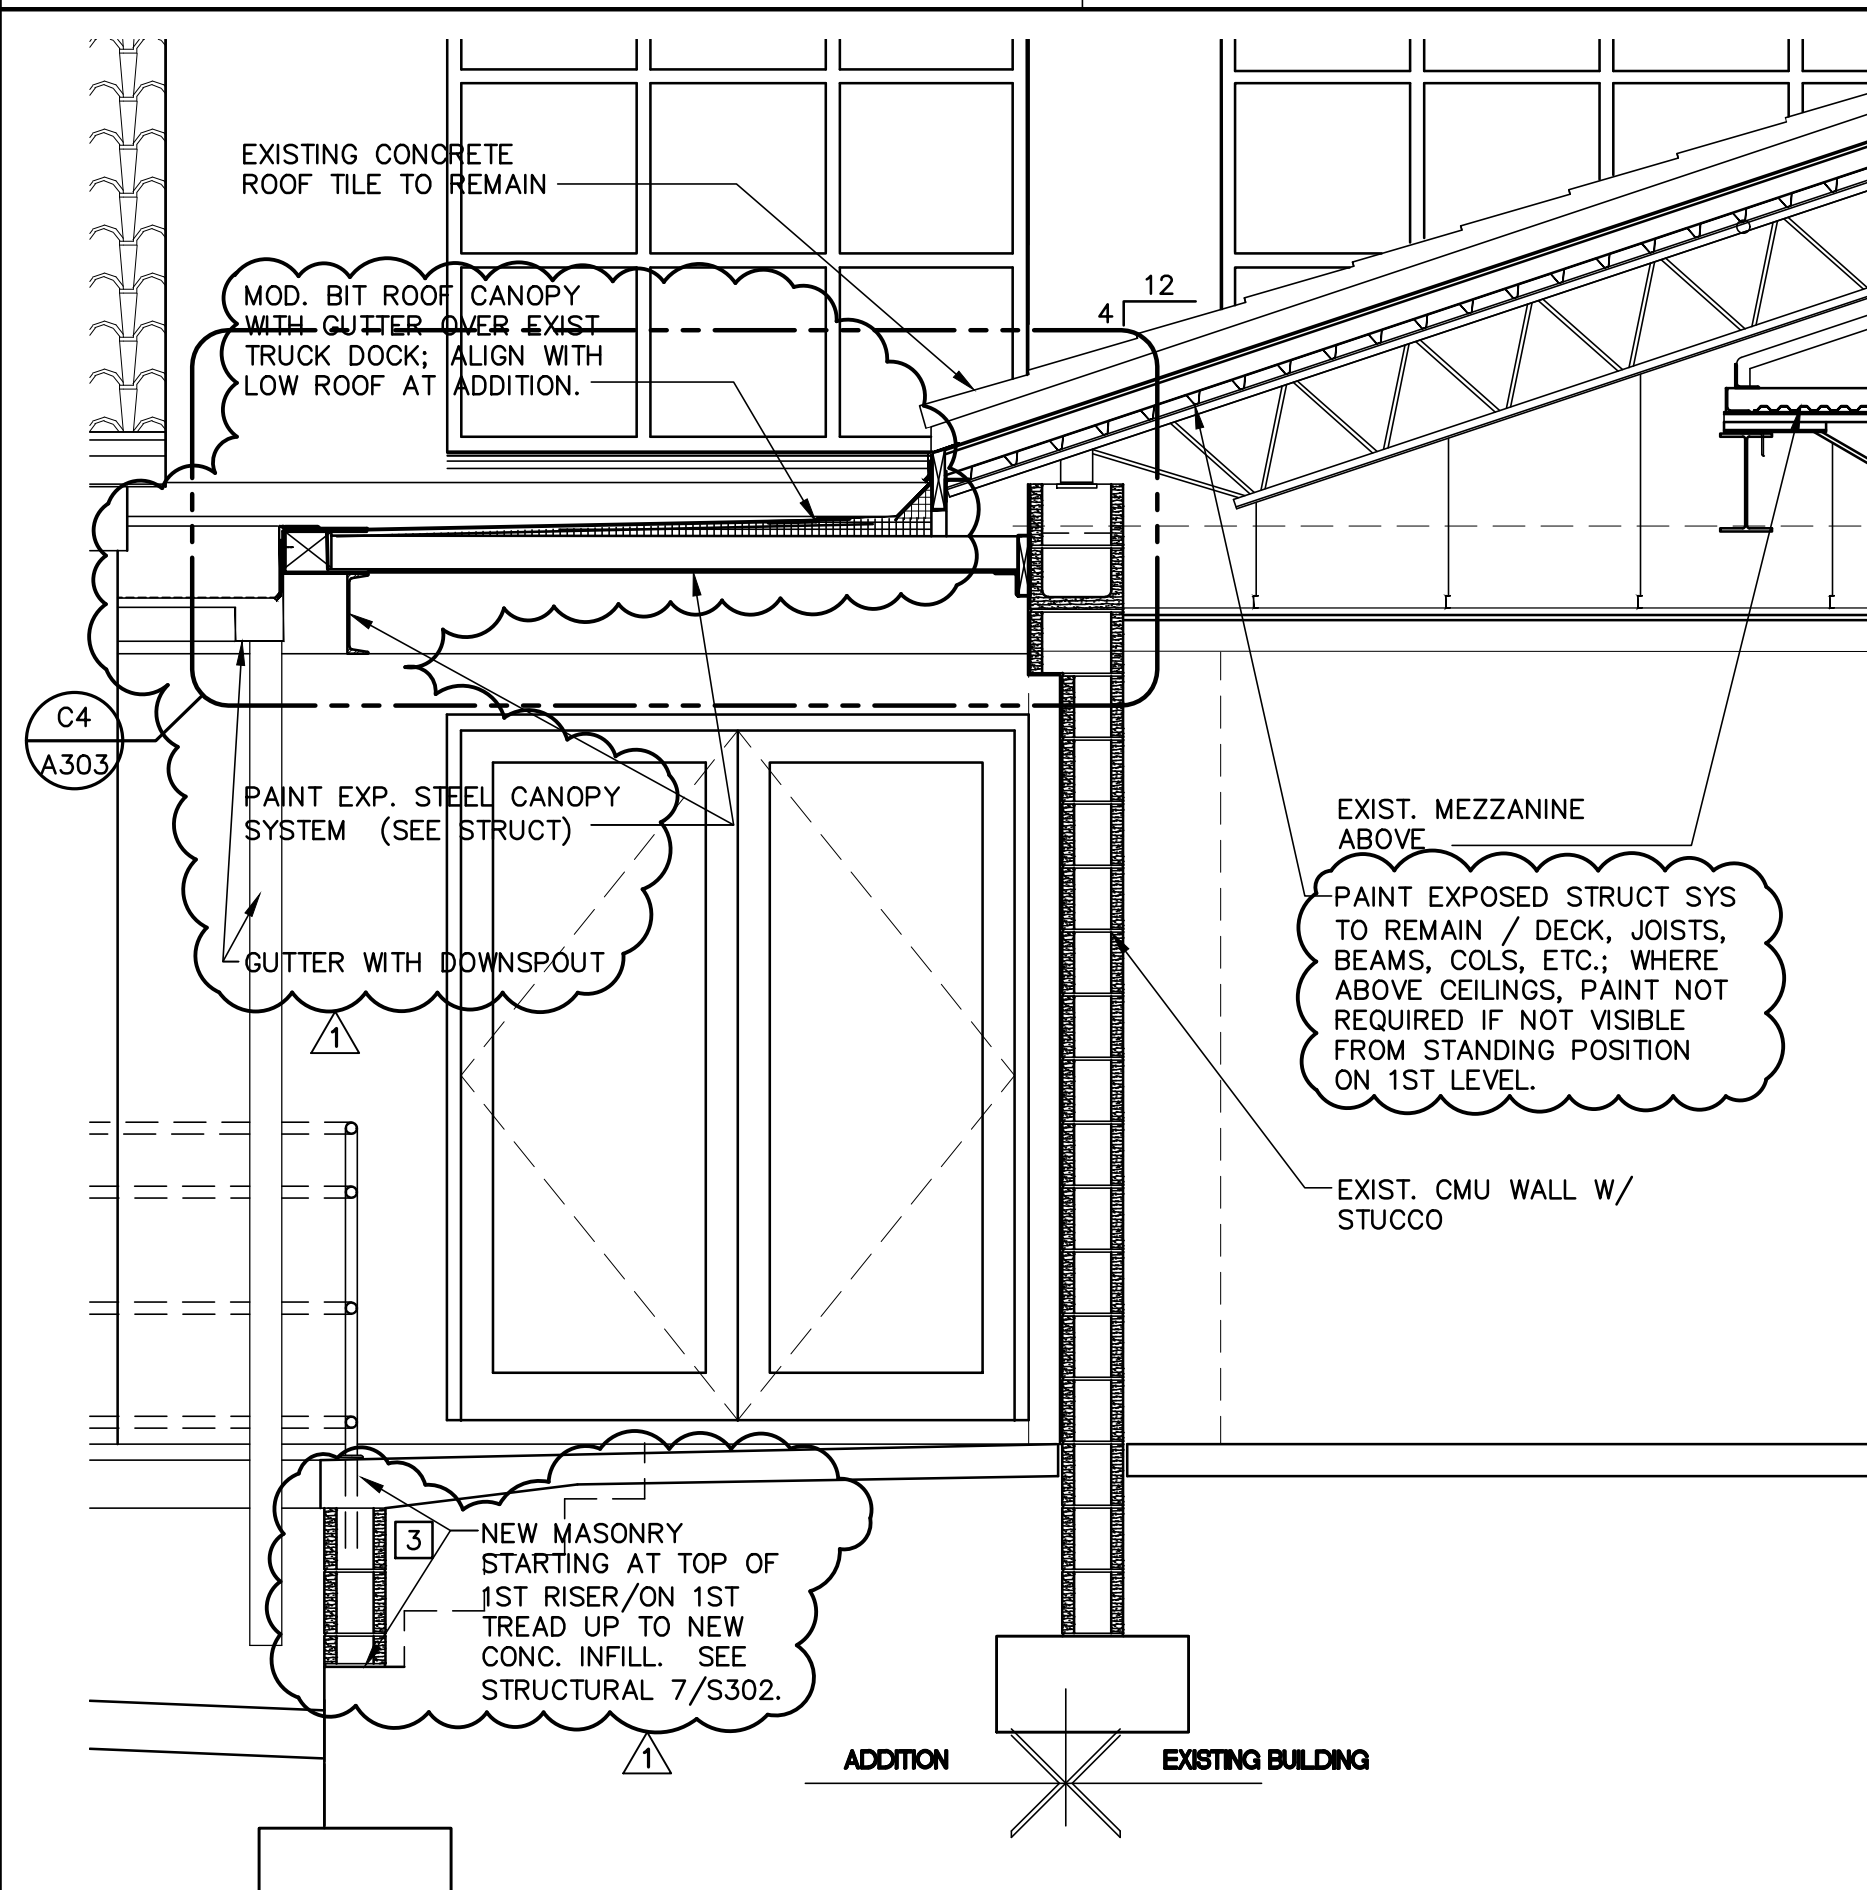 EXISTING CONCRETE
ROOF TILE TO REMAIN
MOD. BIT ROOF CANOPY
WITH GUTTER OVER EXIST
TRUCK DOCK; ALIGN WITH
LOW ROOF AT ADDITION.
12
4
C4
A303
PAINT EXP. STEEL CANOPY
SYSTEM (SEE STRUCT)
GUTTER WITH DOWNSPOUT
1
EXIST. MEZZANINE
ABOVE
PAINT EXPOSED STRUCT SYS
TO REMAIN / DECK, JOISTS,
BEAMS, COLS, ETC.; WHERE
ABOVE CEILINGS, PAINT NOT
REQUIRED IF NOT VISIBLE
FROM STANDING POSITION
ON 1ST LEVEL.
EXIST. CMU WALL W/
STUCCO
3
NEW MASONRY
STARTING AT TOP OF
1ST RISER/ON 1ST
TREAD UP TO NEW
CONC. INFILL. SEE
STRUCTURAL 7/S302.
1
ADDITION
EXISTING BUILDING